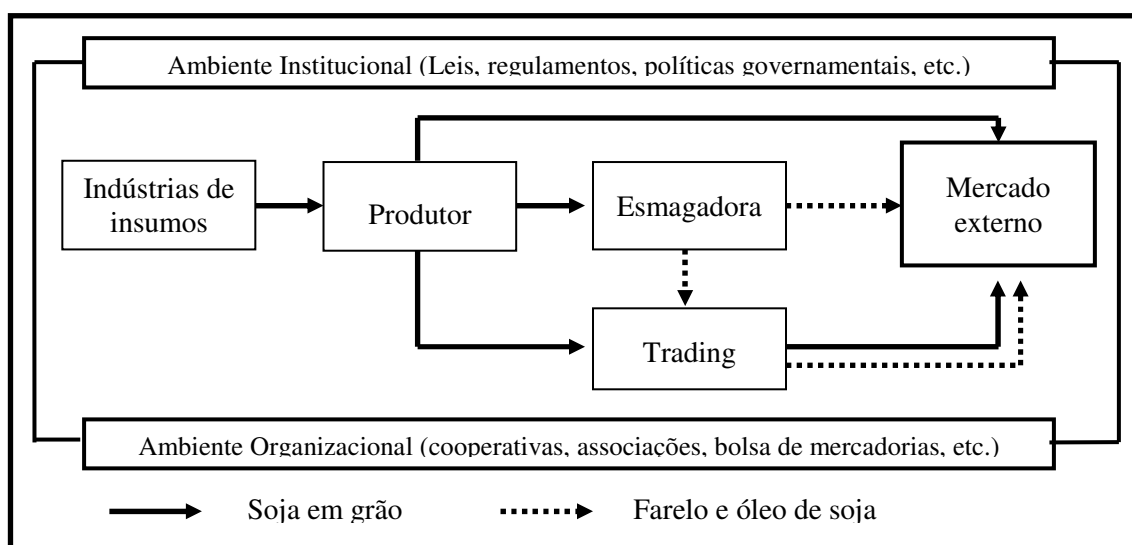 Ambiente Institucional (Leis, regulamentos, políticas governamentais, etc.)
Indústrias de
insumos
Produtor
Esmagadora
Mercado
externo
Trading
Ambiente Organizacional (cooperativas, associações, bolsa de mercadorias, etc.)
Soja em grão
Farelo e óleo de soja